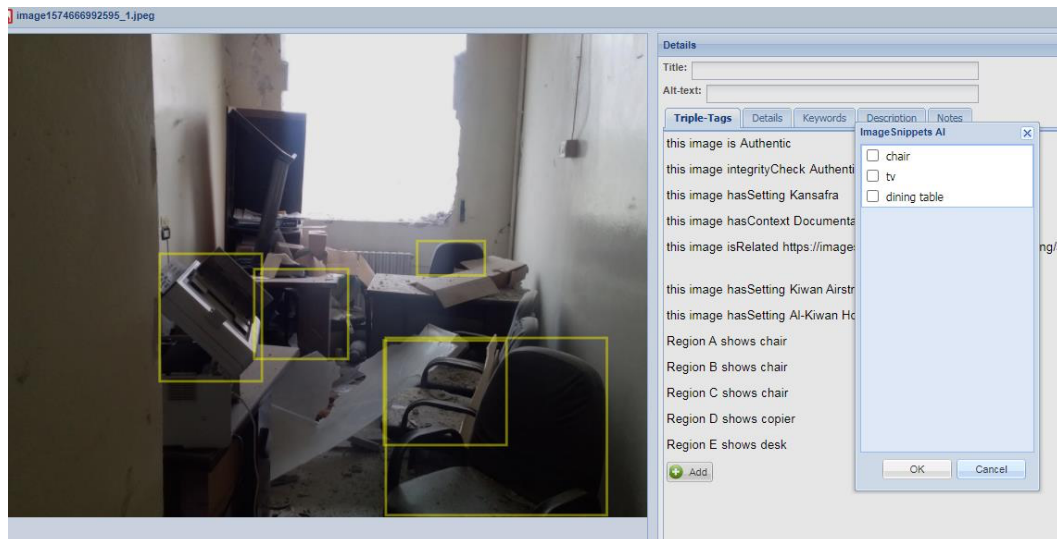 image1574666992595_1.jpeg
Details
Title:
Alt-text:
Triple-Tags Details Keywords Description Notes
this image is Authentic
this image integrityCheck Authenti
this image hasSetting Kansafra
this image hasContext Documenta
this image isRelated https://image ng/
this image hasSetting Kiwan Airstr
this image hasSetting Al-Kiwan Ho
Region A shows chair
Region B shows chair
Region C shows chair
Region D shows copier
Region E shows desk
Add
ImageSnippets AI
chair
tv
dining table
OK Cancel